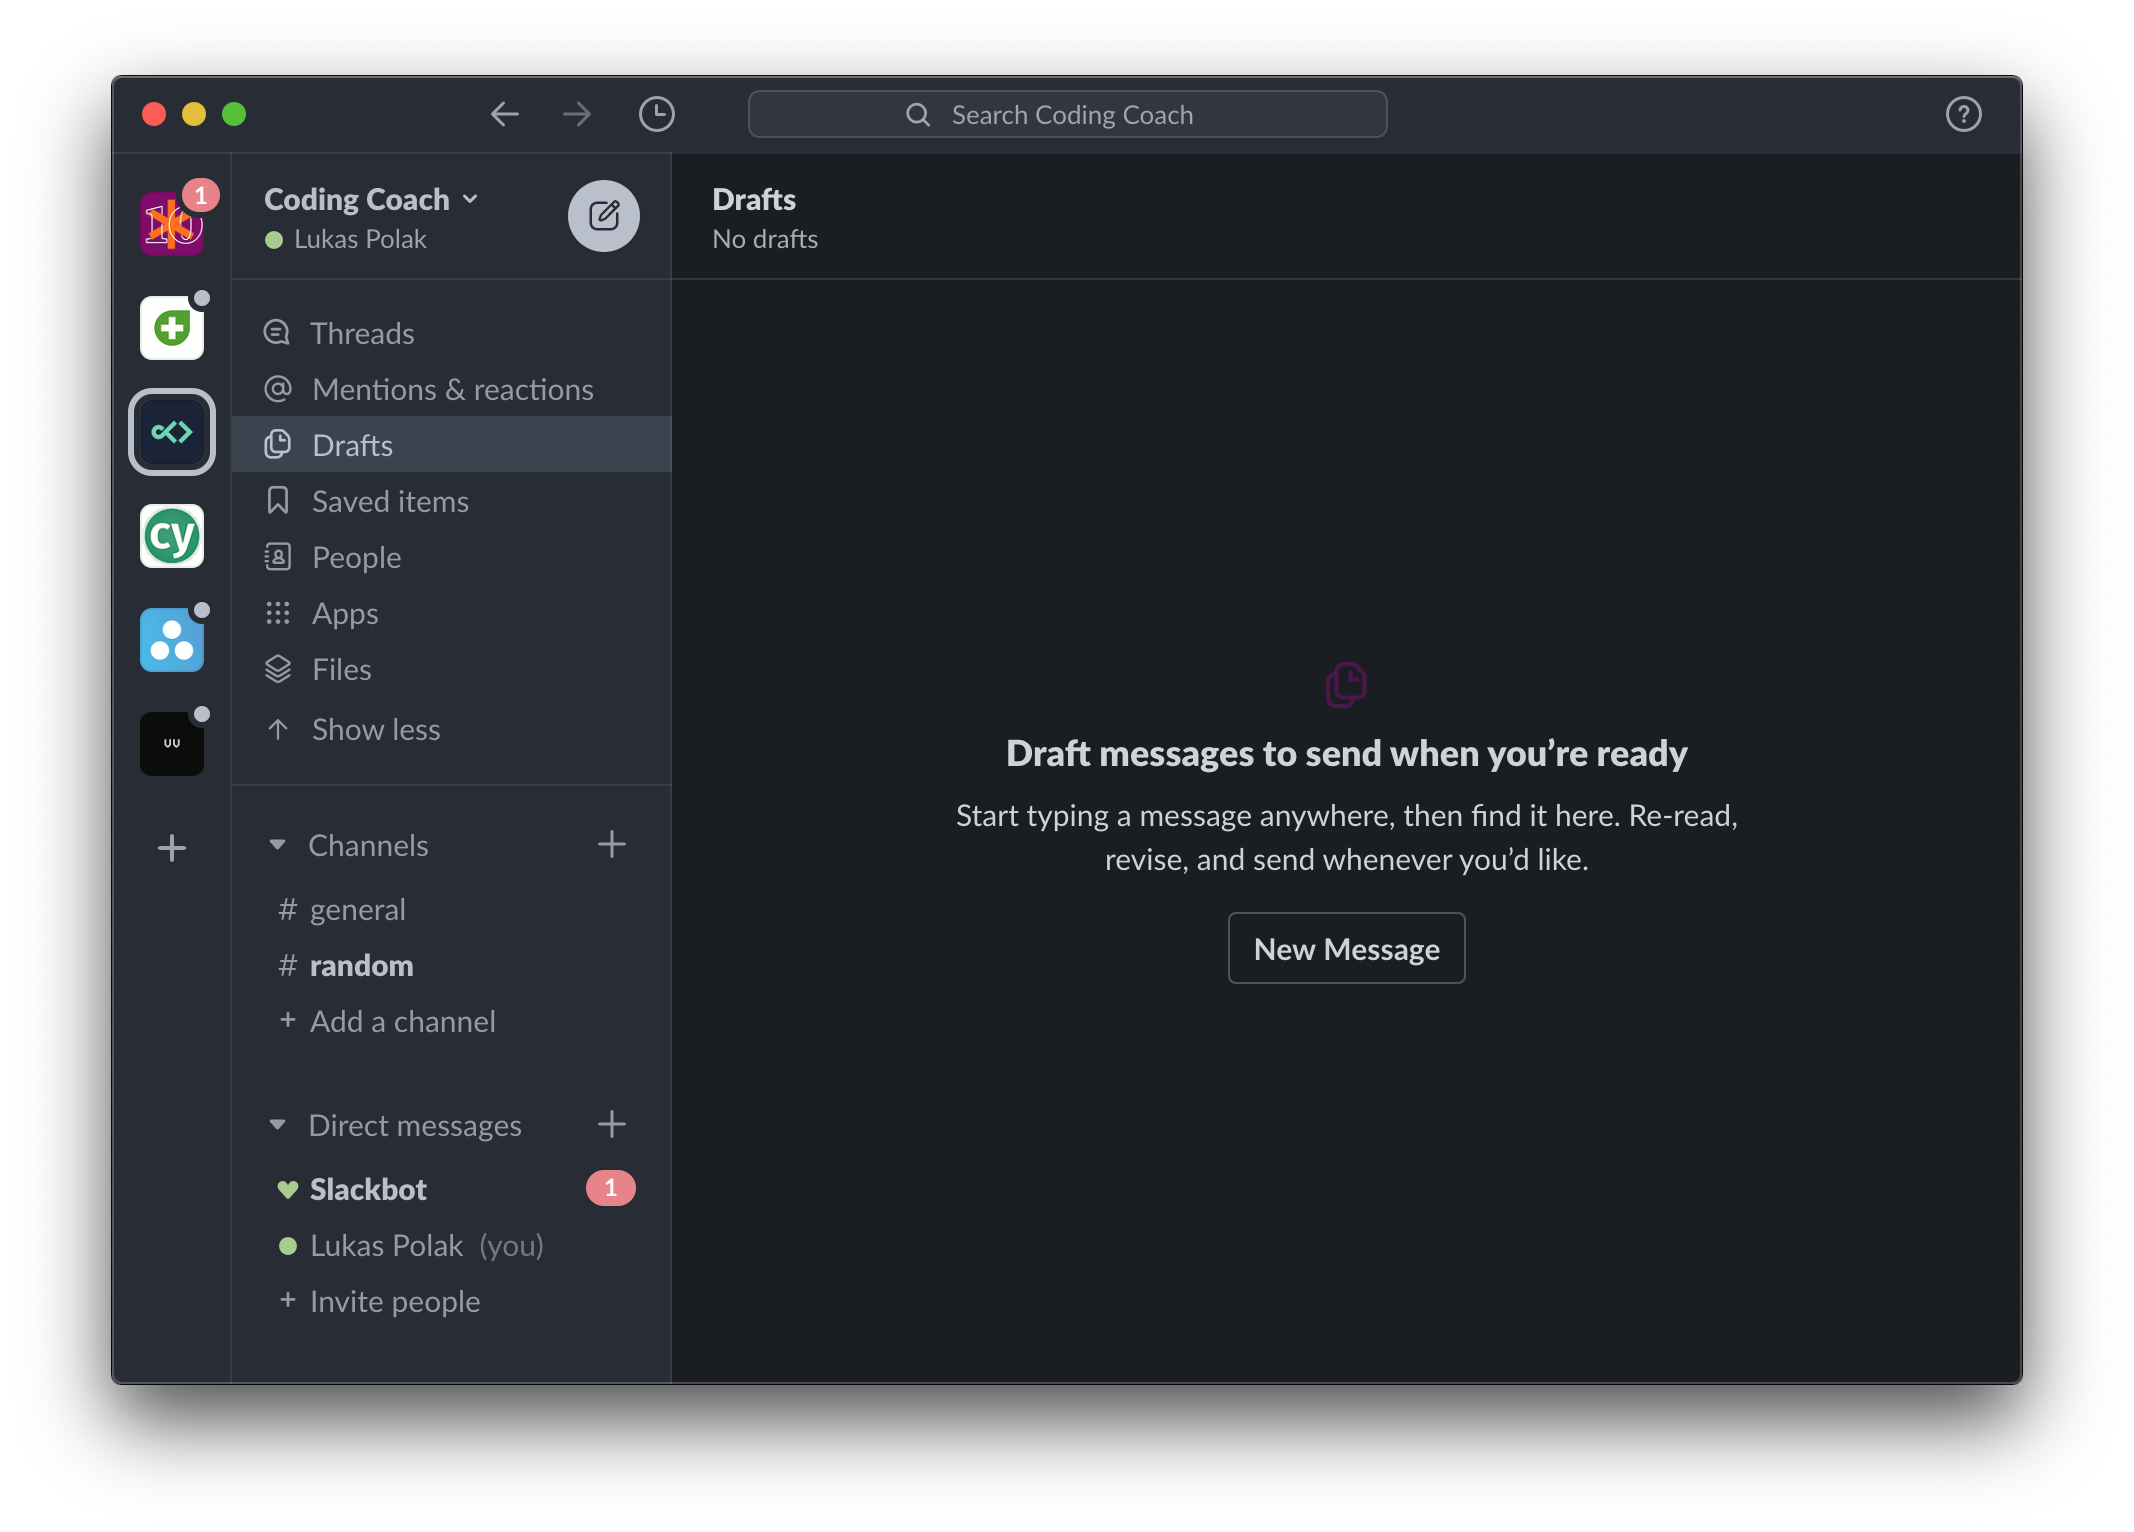 Search Coding Coach
1
10
Coding Coach
Lukas Polak
Drafts
No drafts
Threads
Mentions & reactions
Drafts
Saved items
People
Apps
Files
Show less
cy
Channels
# general
# random
+ Add a channel
Direct messages
Slackbot 1
Lukas Polak (you)
+ Invite people
Draft messages to send when you’re ready
Start typing a message anywhere, then find it here. Re-read,
revise, and send whenever you’d like.
New Message